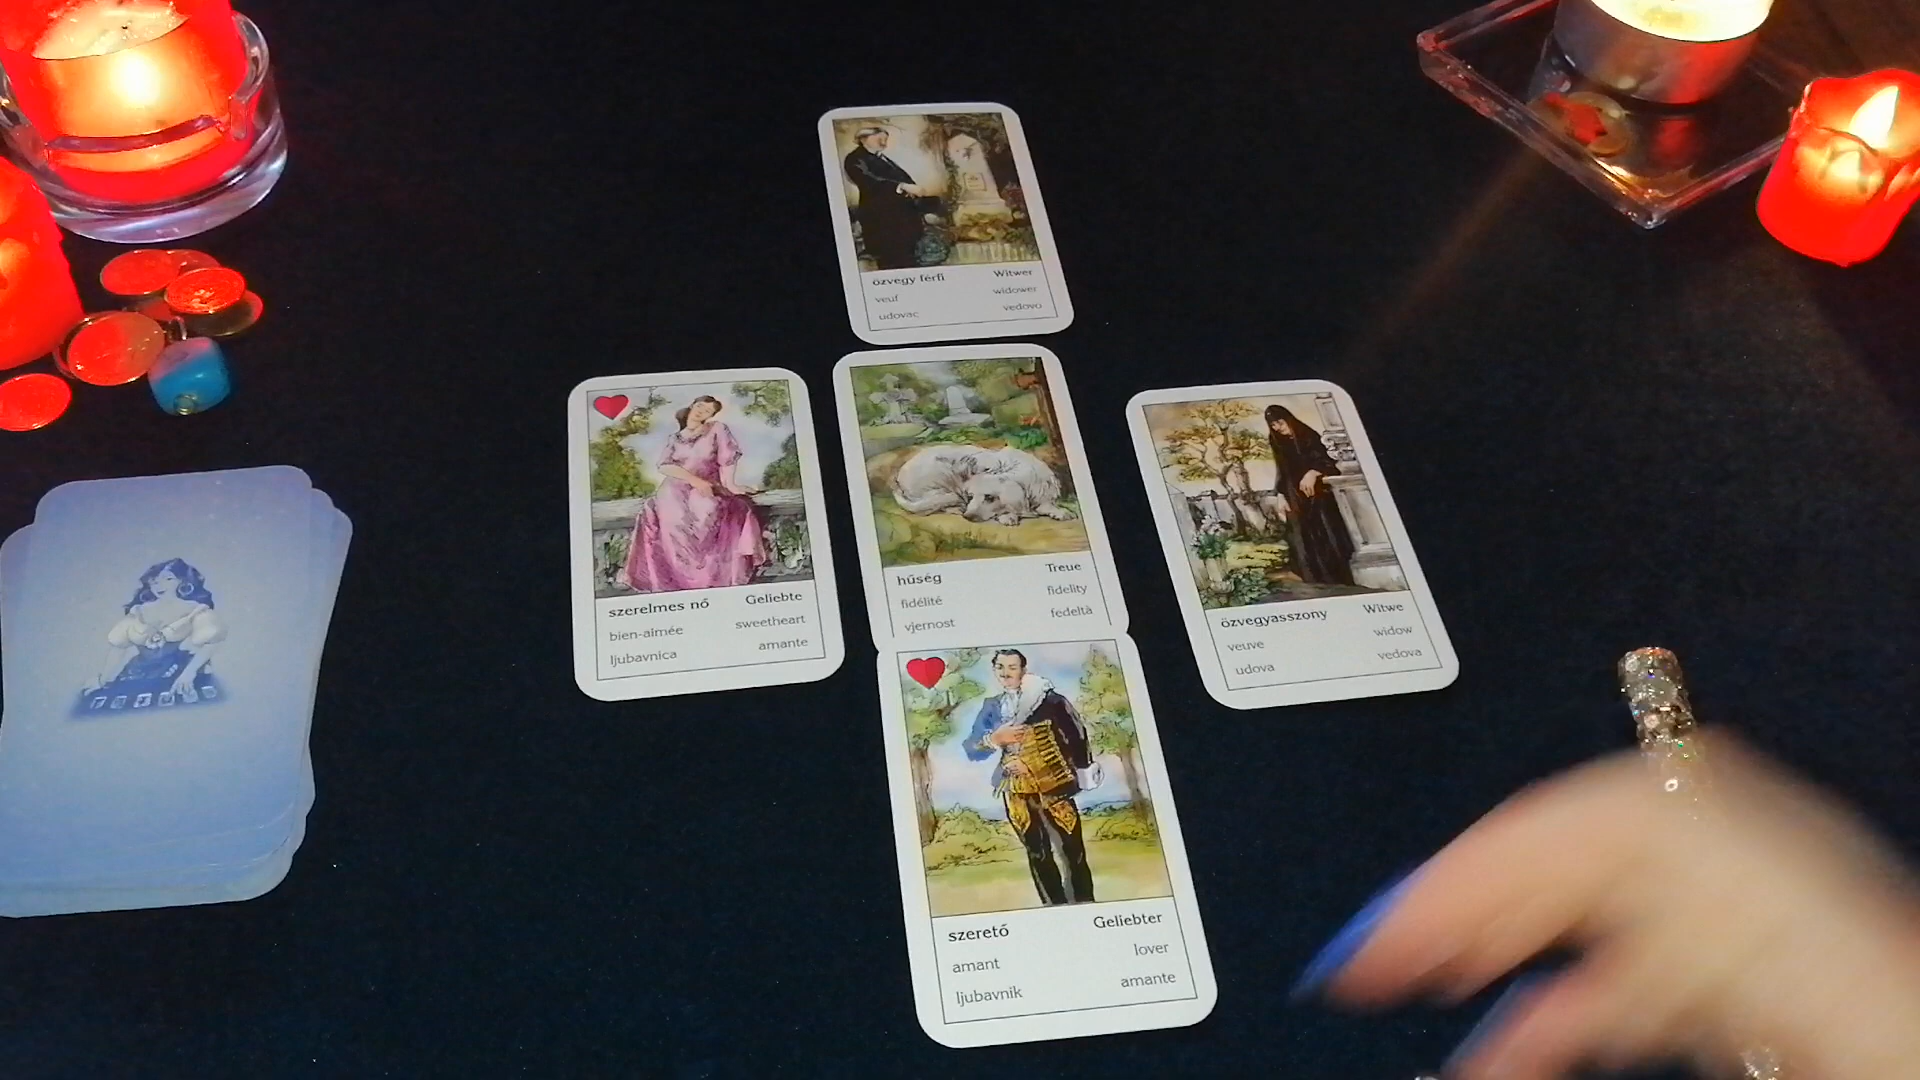 özvegy férfi Witwer
veuf widower
udovac vedovo
szerelmes nő Geliebte
bien-aimée sweetheart
ljubavnica amante
hűség Treue
fidélité fidelity
vjernost fedeltà
özvegyasszony Witwe
veuve widow
udova vedova
szerető Geliebter
amant lover
ljubavnik amante